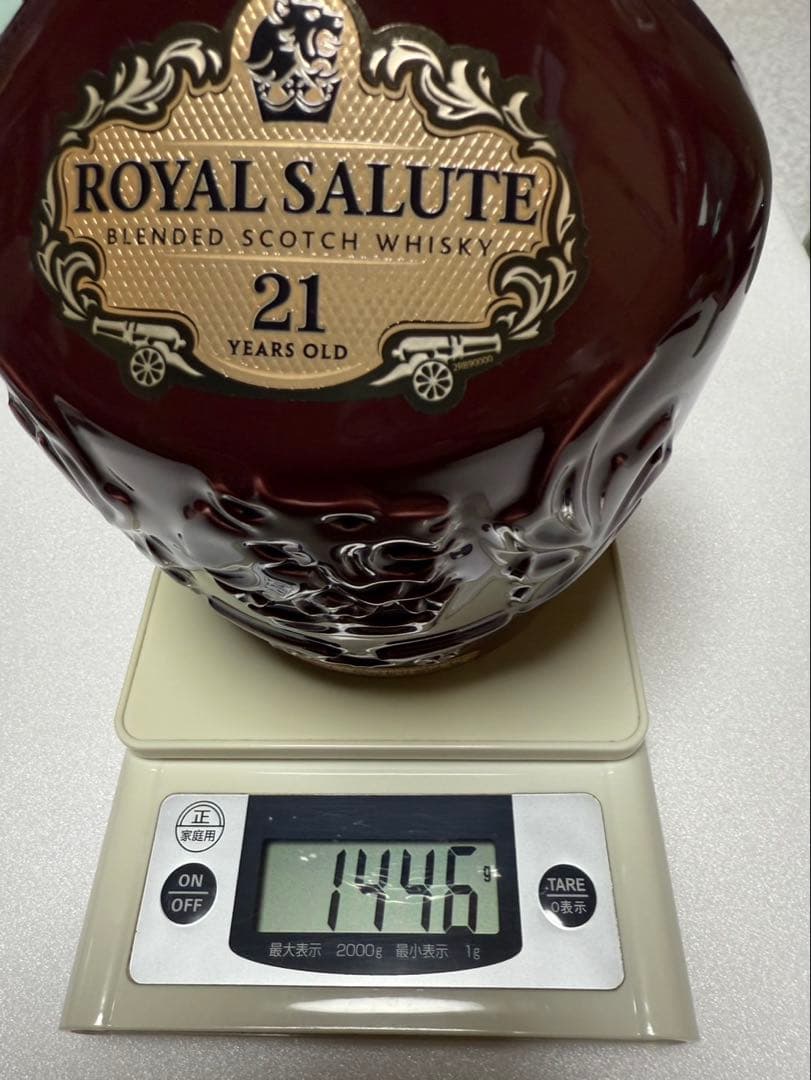 ROYAL SALUTE
BLENDED SCOTCH WHISKY
21
YEARS OLD
正
家庭用
ON
OFF
1446g
TARE
0表示
最大表示 2000g 最小表示 1g